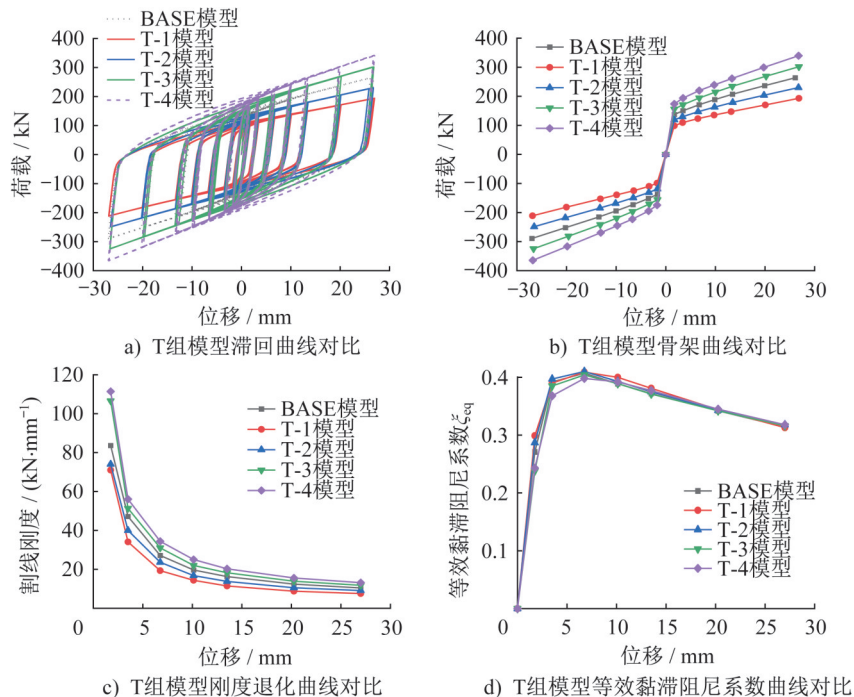 BASE模型
T-1模型
T-2模型
T-3模型
T-4模型
400
300
200
100
0
−100
−200
−300
−400
荷载 / kN
−30 −20 −10 0 10 20 30
位移 / mm
a) T组模型滞回曲线对比
BASE模型
T-1模型
T-2模型
T-3模型
T-4模型
400
300
200
100
0
−100
−200
−300
−400
荷载 / kN
−30 −20 −10 0 10 20 30
位移 / mm
b) T组模型骨架曲线对比
120
100
80
60
40
20
割线刚度 / (kN·mm⁻¹)
BASE模型
T-1模型
T-2模型
T-3模型
T-4模型
0 5 10 15 20 25 30
位移 / mm
c) T组模型刚度退化曲线对比
0.4
0.3
0.2
0.1
等效黏滞阻尼系数ξeq
BASE模型
T-1模型
T-2模型
T-3模型
T-4模型
0 5 10 15 20 25 30
位移 / mm
d) T组模型等效黏滞阻尼系数曲线对比